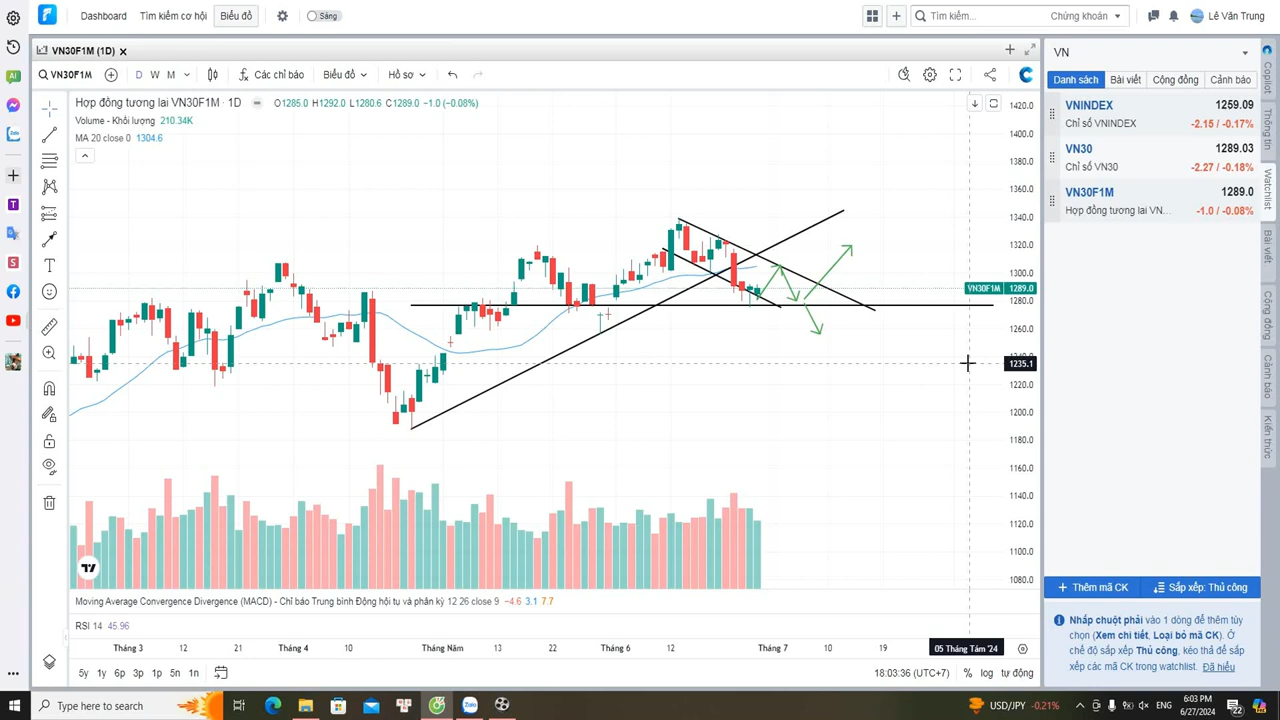 Dashboard Tìm kiếm cơ hội Biểu đồ Sáng
Tìm kiếm... Chứng khoán Lê Văn Trung
VN30F1M (1D)
VN30F1M D W M Các chỉ báo Biểu đồ Hồ sơ
Hợp đồng tương lai VN30F1M · 1D O1285.0 H1292.0 L1280.6 C1289.0 −1.0 (−0.08%)
Volume - Khối lượng 210.34K
MA 20 close 0 1304.6
1420.0
1400.0
1380.0
1360.0
1340.0
1320.0
1300.0
VN30F1M 1289.0
1280.0
1260.0
1235.1
1220.0
1200.0
1180.0
1160.0
1140.0
1120.0
1100.0
1080.0
Moving Average Convergence Divergence (MACD) - Chỉ báo Trung bình Động hội tụ và phân kỳ 12 26 close 9 −4.6 3.1 7.7
RSI 14 45.96
Tháng 3 12 21 Tháng 4 10 Tháng Năm 13 22 Tháng 6 12 Tháng 7 10 19 05 Tháng Tám '24
5y 1y 6p 3p 1p 5n 1n 18:03:36 (UTC+7) % log tự động
VN
Danh sách Bài viết Cộng đồng Cảnh báo
VNINDEX 1259.09
Chỉ số VNINDEX -2.15 / -0.17%
VN30 1289.03
Chỉ số VN30 -2.27 / -0.18%
VN30F1M 1289.0
Hợp đồng tương lai VN... -1.0 / -0.08%
Thêm mã CK Sắp xếp: Thủ công
Nhấp chuột phải vào 1 dòng để thêm tùy
chọn (Xem chi tiết, Loại bỏ mã CK). Ở
chế độ sắp xếp Thủ công, kéo thả để sắp
xếp các mã CK trong watchlist. Đã hiểu
Copilot
Thông tin
Watchlist
Bài viết
Cộng đồng
Cảnh báo
Kiến thức
Type here to search
USD/JPY -0.21%
6:03 PM
6/27/2024
22